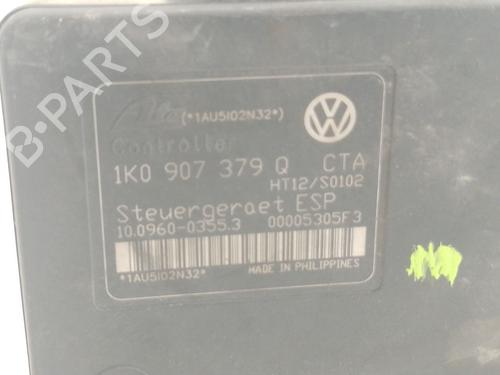 Ate (*1AU5I02N32*)
Controller
1K0 907 379 Q CTA
HT12/S0102
Steuergeraet ESP
10.0960-0355.3 00005305F3
*1AU5I02N32* MADE IN PHILIPPINES
B-PARTS